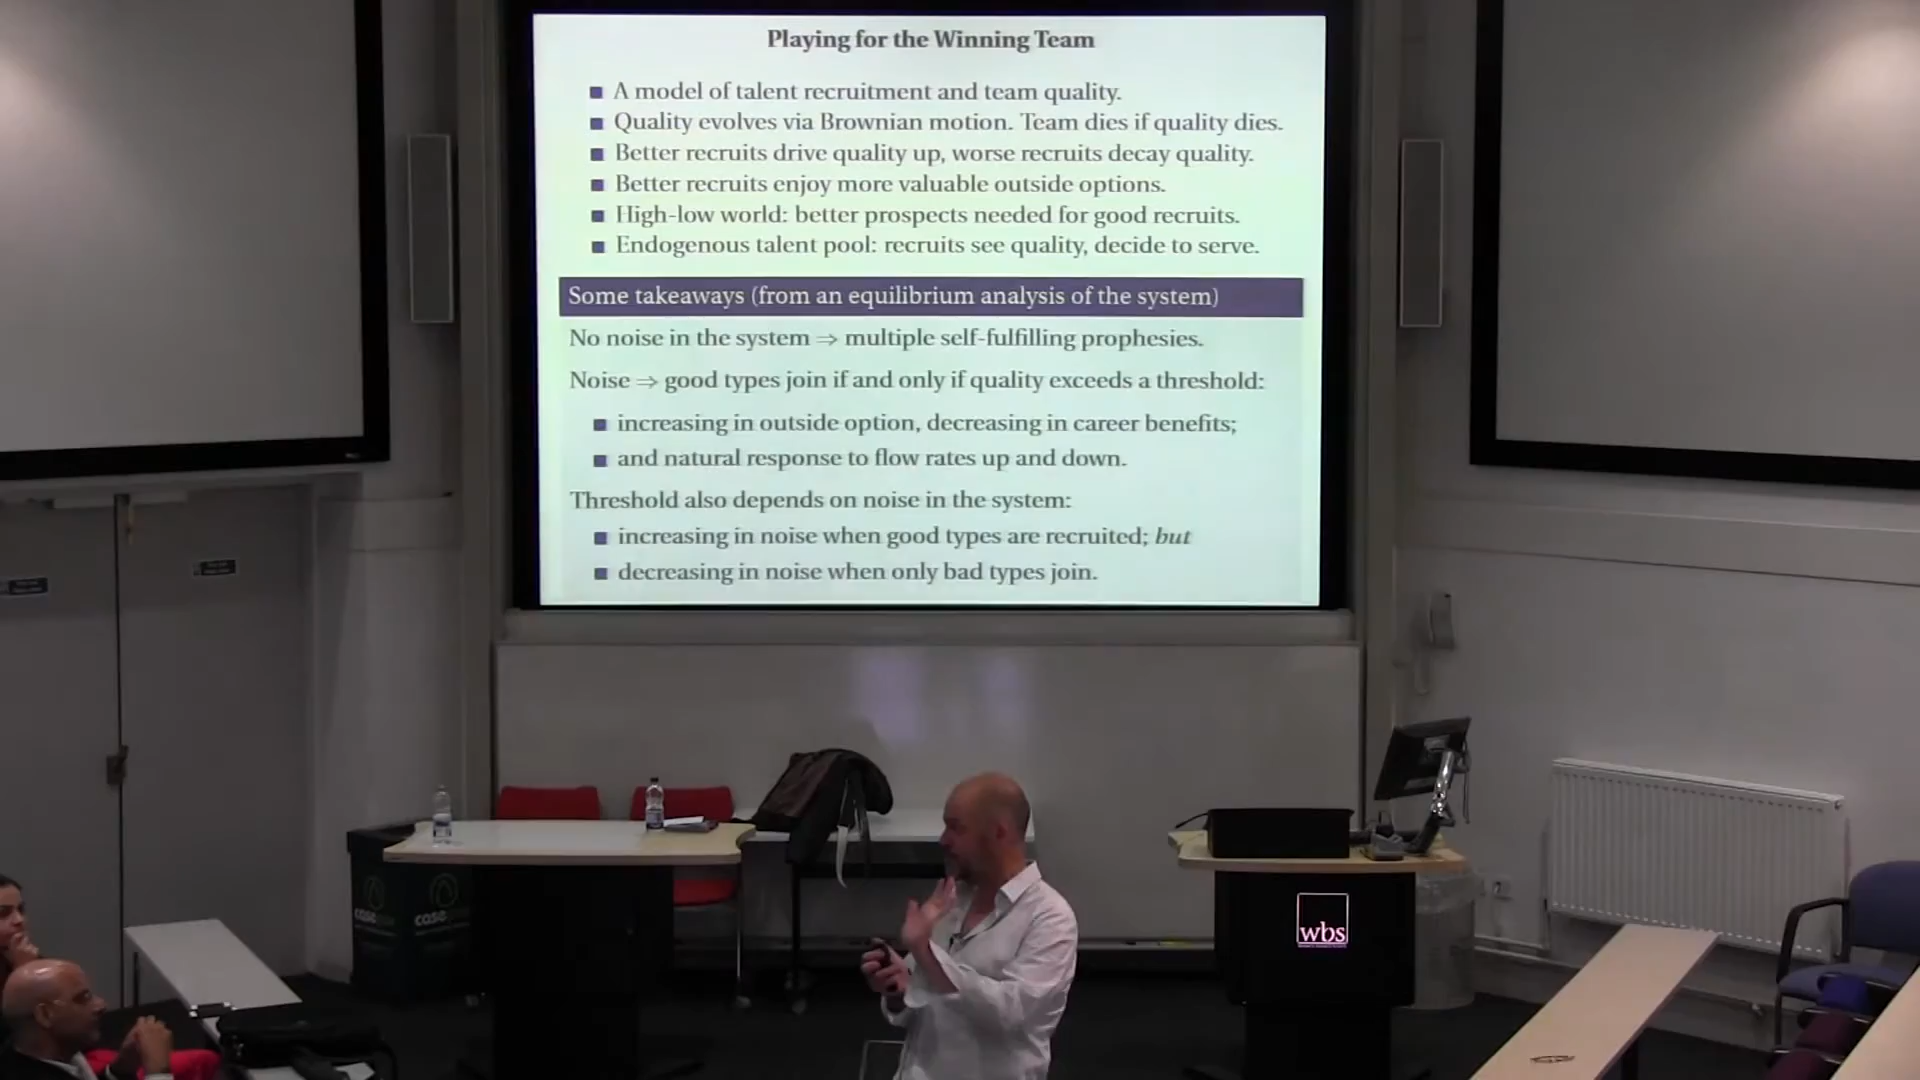 Playing for the Winning Team
A model of talent recruitment and team quality.
Quality evolves via Brownian motion. Team dies if quality dies.
Better recruits drive quality up, worse recruits decay quality.
Better recruits enjoy more valuable outside options.
High-low world: better prospects needed for good recruits.
Endogenous talent pool: recruits see quality, decide to serve.
Some takeaways (from an equilibrium analysis of the system)
No noise in the system ⇒ multiple self-fulfilling prophesies.
Noise ⇒ good types join if and only if quality exceeds a threshold:
increasing in outside option, decreasing in career benefits;
and natural response to flow rates up and down.
Threshold also depends on noise in the system:
increasing in noise when good types are recruited; but
decreasing in noise when only bad types join.
wbs